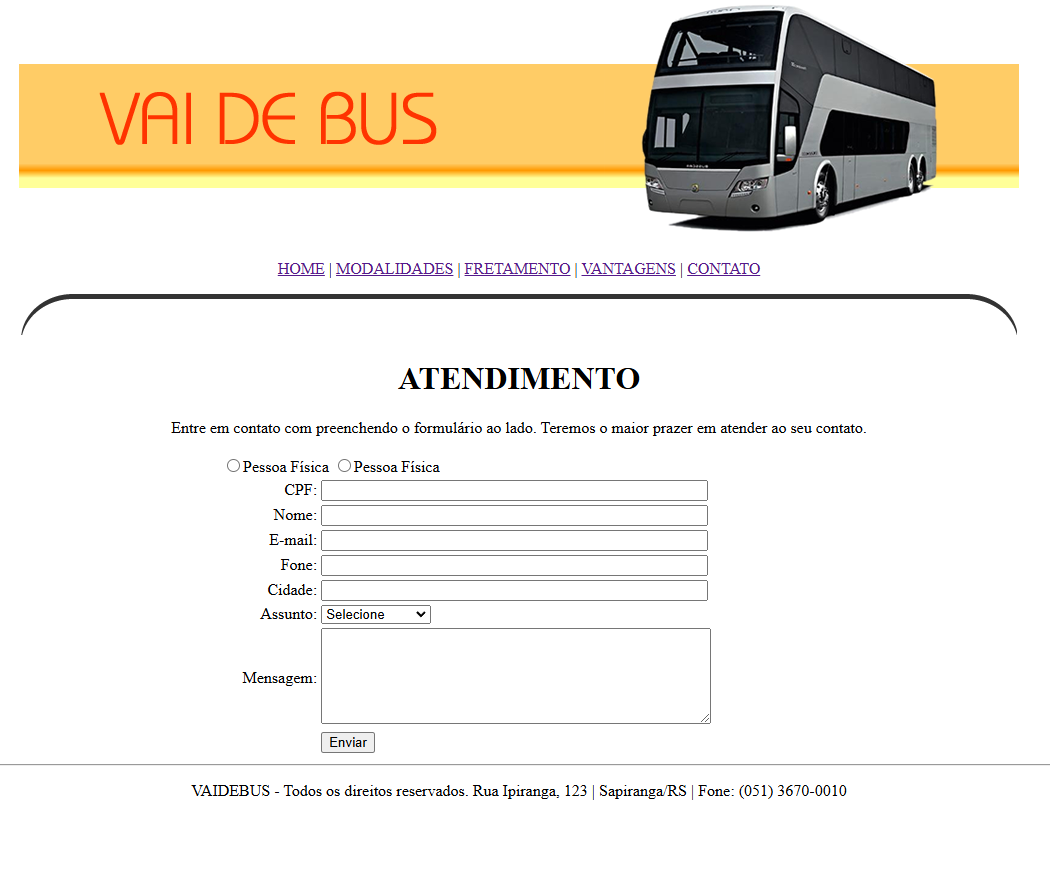 VAI DE BUS
HOME | MODALIDADES | FRETAMENTO | VANTAGENS | CONTATO
ATENDIMENTO
Entre em contato com preenchendo o formulário ao lado. Teremos o maior prazer em atender ao seu contato.
Pessoa Física Pessoa Física
CPF:
Nome:
E-mail:
Fone:
Cidade:
Assunto: Selecione
Mensagem:
Enviar
VAIDEBUS - Todos os direitos reservados. Rua Ipiranga, 123 | Sapiranga/RS | Fone: (051) 3670-0010